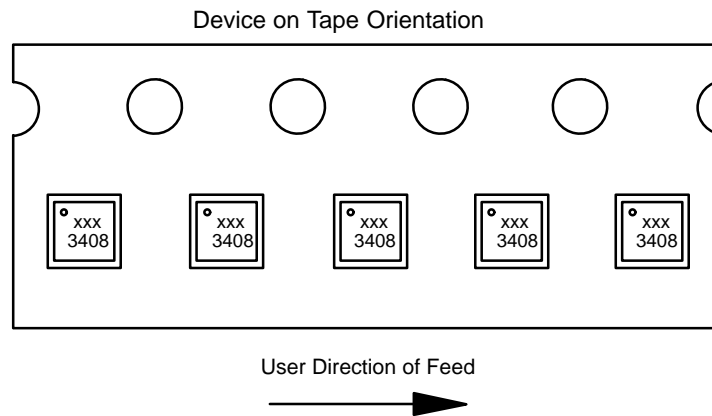 Device on Tape Orientation
xxx xxx xxx xxx xxx
3408 3408 3408 3408 3408
User Direction of Feed